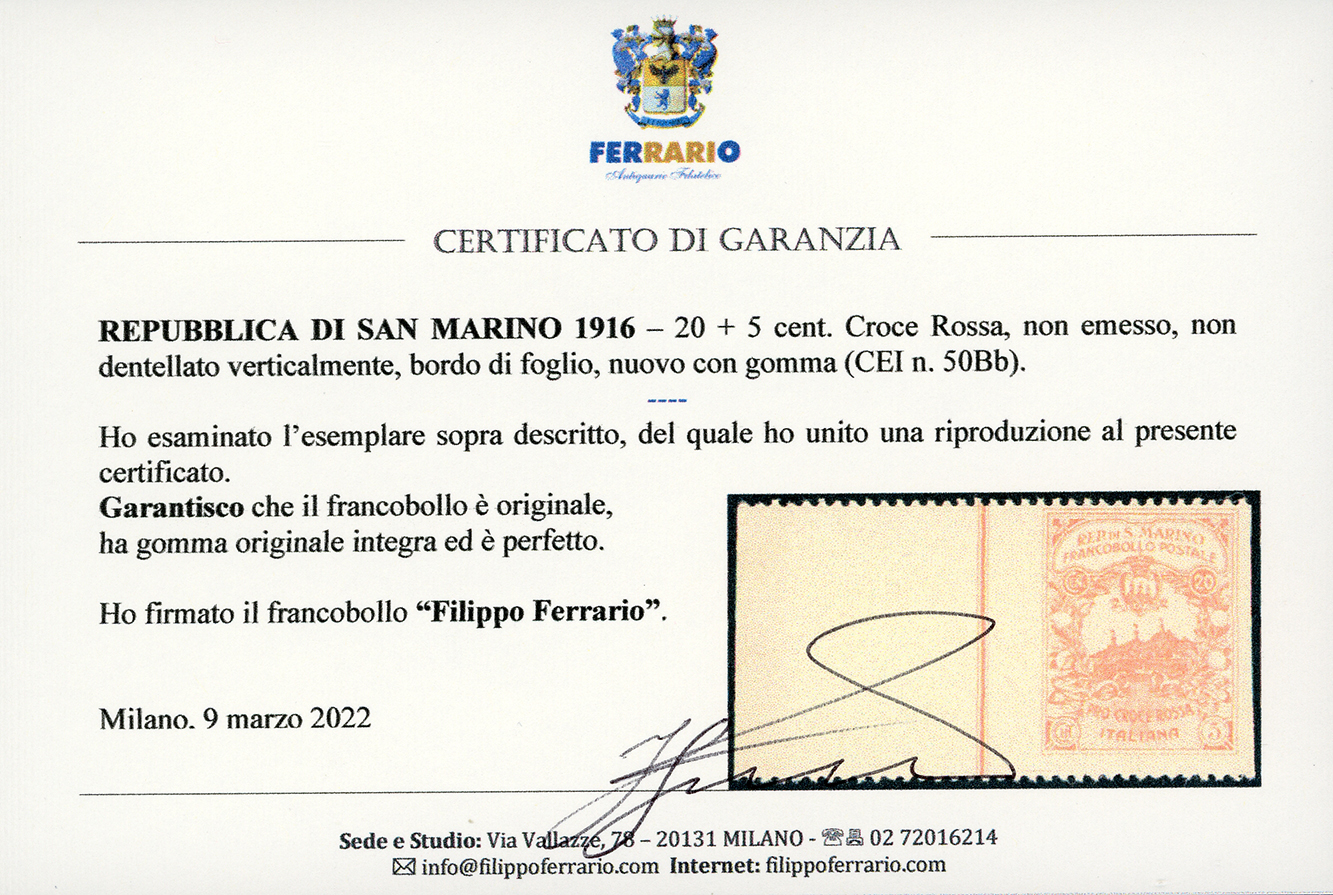 FERRARIO
Antiquario Filatelico
CERTIFICATO DI GARANZIA
REPUBBLICA DI SAN MARINO 1916 – 20 + 5 cent. Croce Rossa, non emesso, non
dentellato verticalmente, bordo di foglio, nuovo con gomma (CEI n. 50Bb).
----
Ho esaminato l’esemplare sopra descritto, del quale ho unito una riproduzione al presente
certificato.
Garantisco che il francobollo è originale,
ha gomma originale integra ed è perfetto.
Ho firmato il francobollo “Filippo Ferrario”.
Milano. 9 marzo 2022
REP. DI S. MARINO
FRANCOBOLLO POSTALE
20
PRO CROCE ROSSA
ITALIANA
5
Sede e Studio: Via Vallazze, 78 – 20131 MILANO - 02 72016214
info@filippoferrario.com Internet: filippoferrario.com